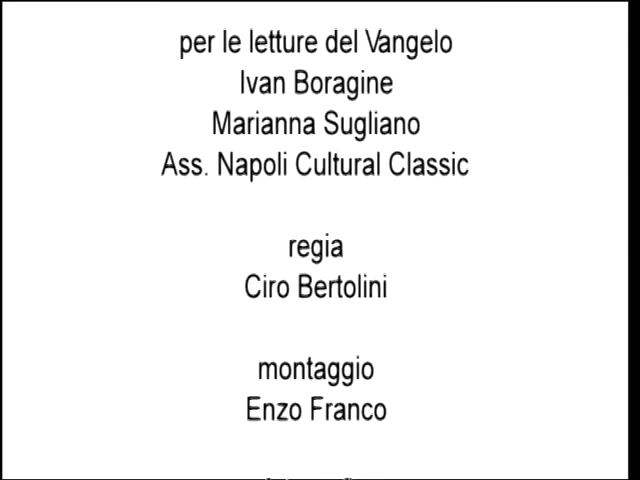 per le letture del Vangelo
Ivan Boragine
Marianna Sugliano
Ass. Napoli Cultural Classic
regia
Ciro Bertolini
montaggio
Enzo Franco